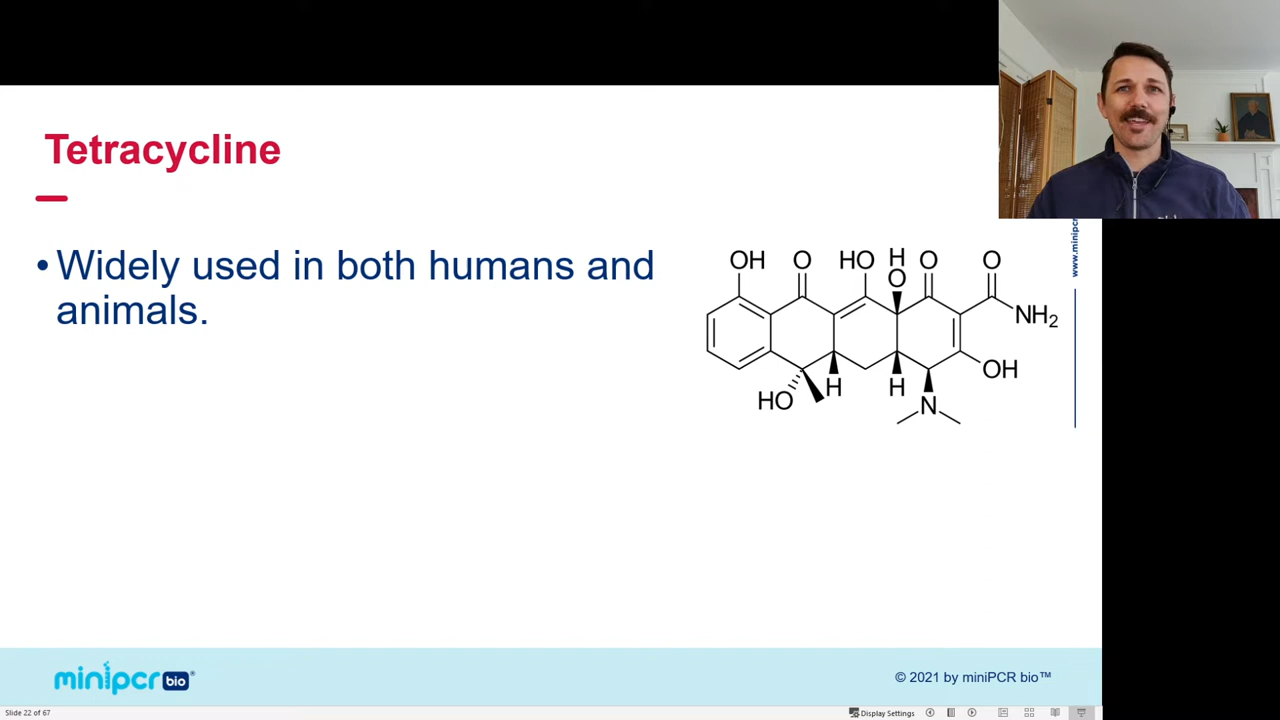 Tetracycline
• Widely used in both humans and
animals.
OH O HO H O O O
NH2
OH
HO H H N
www.minipcr
minipcr bio®
© 2021 by miniPCR bio™
Slide 22 of 67
Display Settings